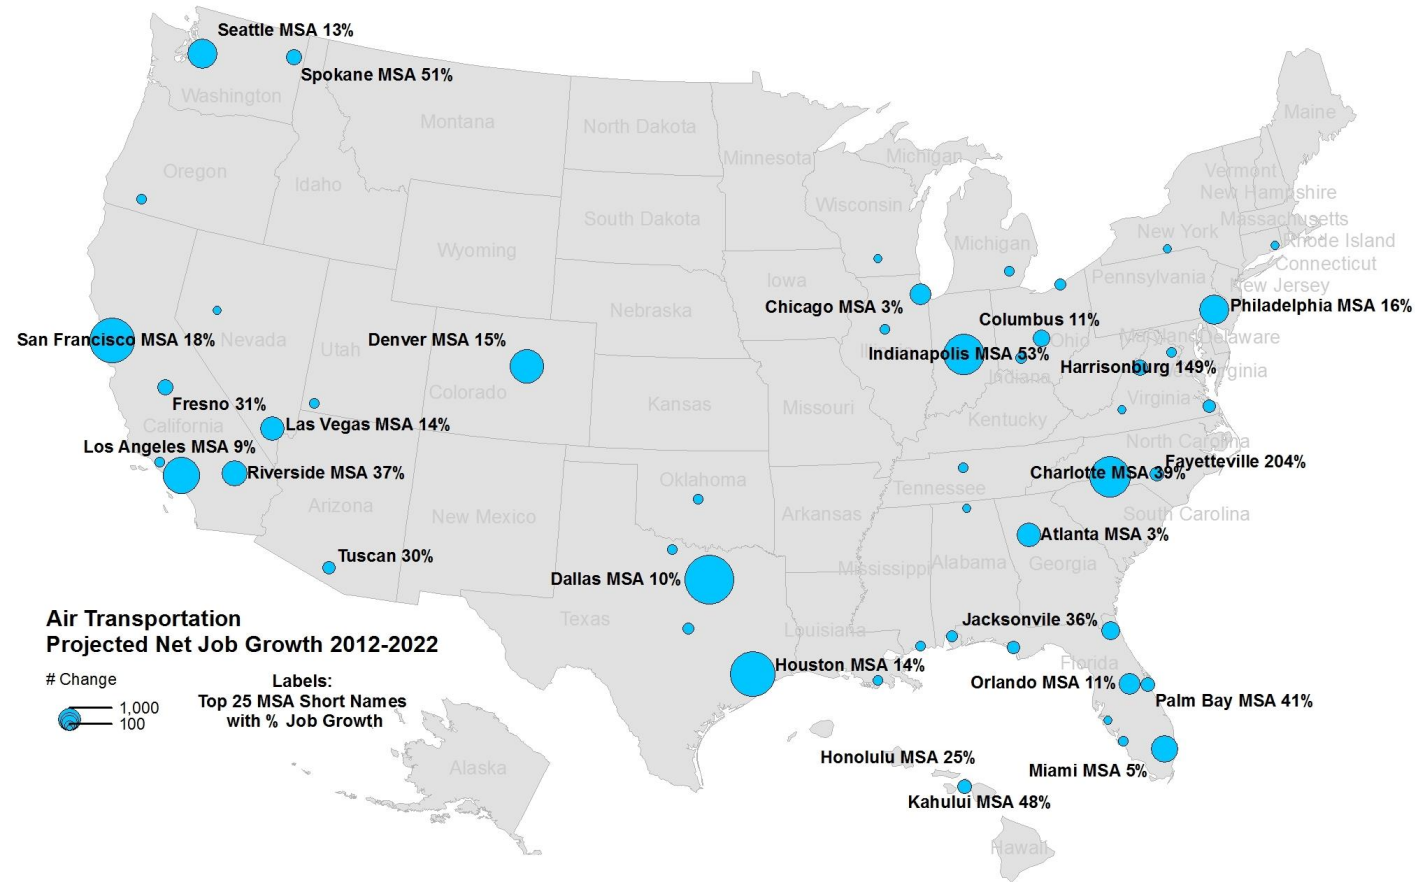 Seattle MSA 13%
Spokane MSA 51%
Washington
Montana
North Dakota
Minnesota
Michigan
Maine
Oregon
Idaho
Wyoming
South Dakota
Wisconsin
Michigan
New York
Vermont
New Hampshire
Massachusetts
Rhode Island
Connecticut
New Jersey
Pennsylvania
Iowa
Nebraska
Chicago MSA 3%
Columbus 11%
Philadelphia MSA 16%
San Francisco MSA 18%
Nevada
Utah
Denver MSA 15%
Indianapolis MSA 53%
Ohio
Maryland
Delaware
Harrisonburg 149%
Indiana
Colorado
Kansas
Missouri
Kentucky
Virginia
Fresno 31%
California
Las Vegas MSA 14%
Los Angeles MSA 9%
Riverside MSA 37%
North Carolina
Fayetteville 204%
Charlotte MSA 39%
Arizona
New Mexico
Oklahoma
Arkansas
Tennessee
South Carolina
Tuscan 30%
Dallas MSA 10%
Mississippi
Alabama
Georgia
Atlanta MSA 3%
Texas
Louisiana
Jacksonvile 36%
Houston MSA 14%
Florida
Orlando MSA 11%
Palm Bay MSA 41%
Miami MSA 5%
Air Transportation
Projected Net Job Growth 2012-2022
# Change
1,000
100
Labels:
Top 25 MSA Short Names
with % Job Growth
Alaska
Honolulu MSA 25%
Kahului MSA 48%
Hawaii